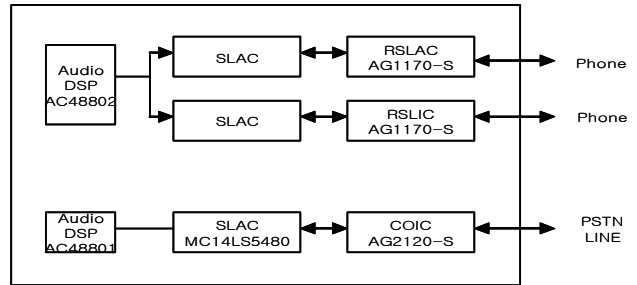 Audio
DSP
AC48802
SLAC
RSLAC
AG1170-S
Phone
SLAC
RSLIC
AG1170-S
Phone
Audio
DSP
AC48801
SLAC
MC14LS5480
COIC
AG2120-S
PSTN
LINE